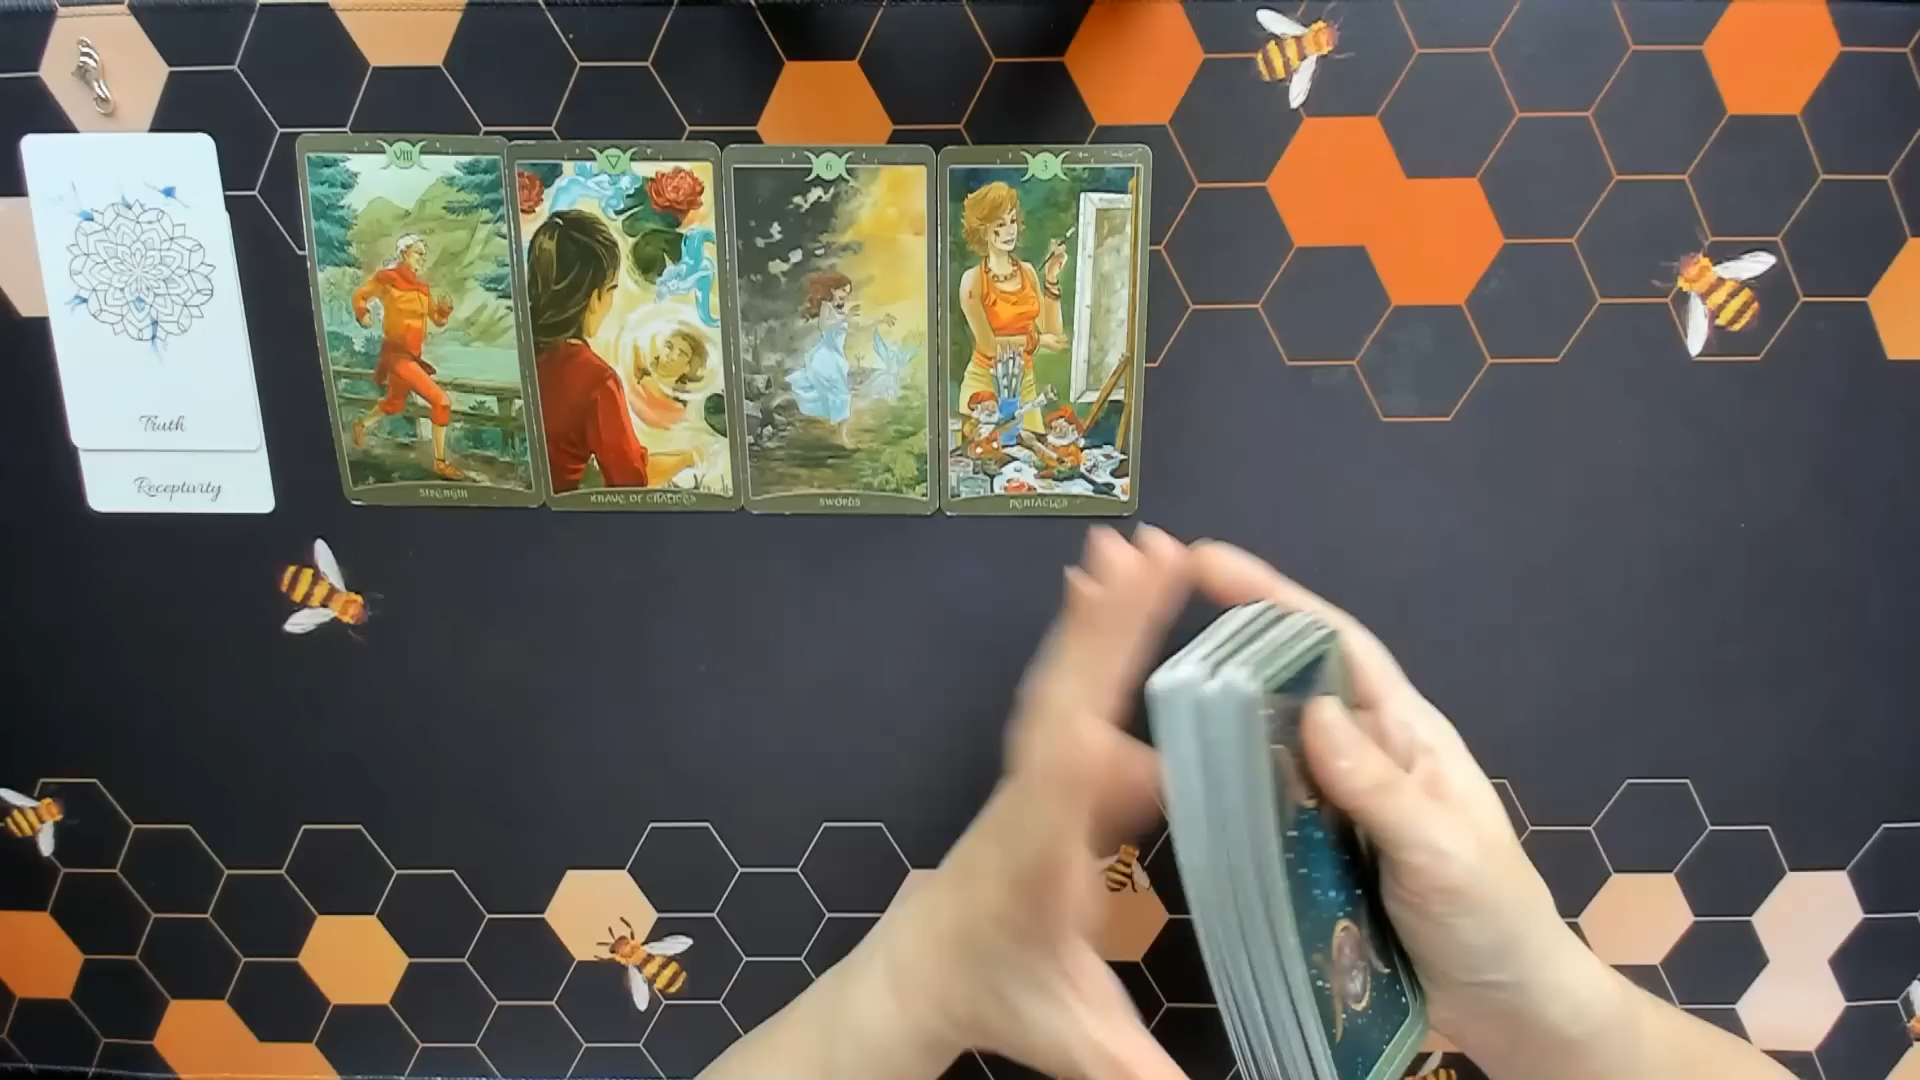 Truth
Receptivity
VIII
STRENGTH
KNAVE OF CHALICES
6
SWORDS
3
PENTACLES